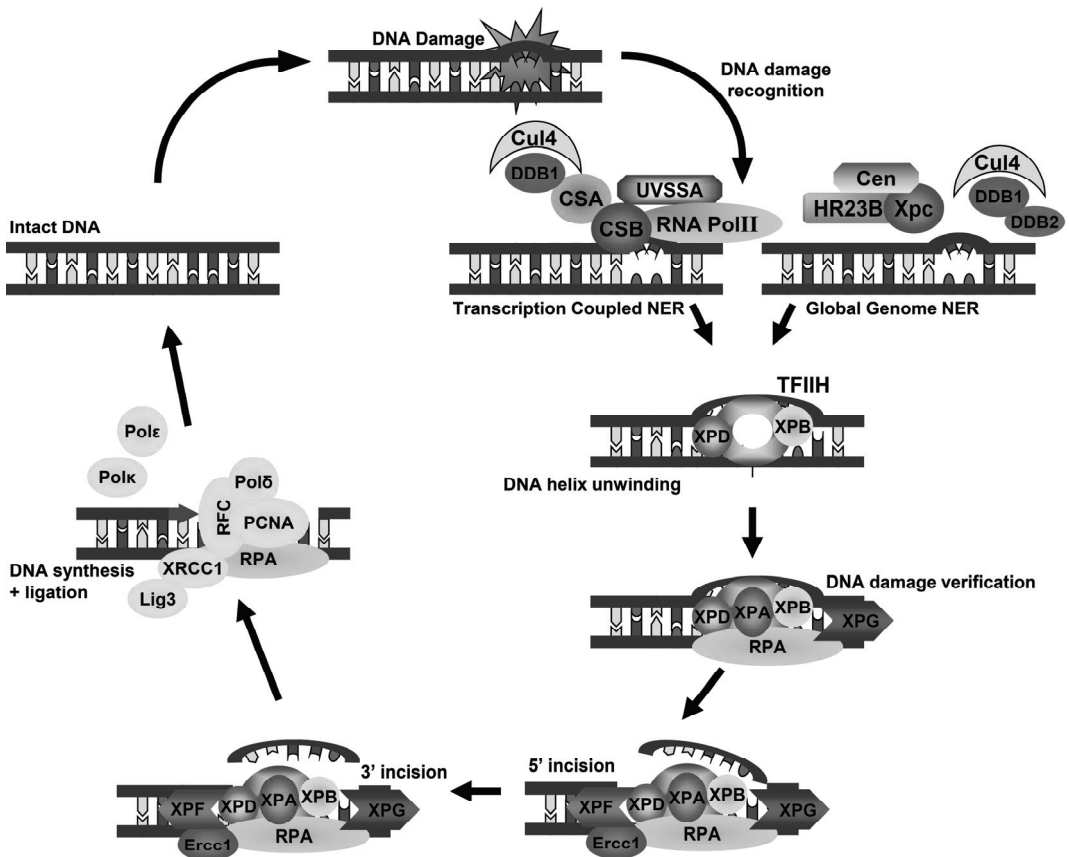 DNA Damage
DNA damage
recognition
Cul4
DDB1
CSA
UVSSA
CSB
RNA PolII
Cen
HR23B
Xpc
Cul4
DDB1
DDB2
Intact DNA
Transcription Coupled NER
Global Genome NER
TFIIH
XPD
XPB
DNA helix unwinding
DNA damage verification
XPD
XPA
XPB
XPG
RPA
5' incision
XPF
XPD
XPA
XPB
XPG
Ercc1
RPA
3' incision
XPF
XPD
XPA
XPB
XPG
Ercc1
RPA
Polε
Polκ
Polδ
RFC
PCNA
XRCC1
RPA
Lig3
DNA synthesis
+ ligation